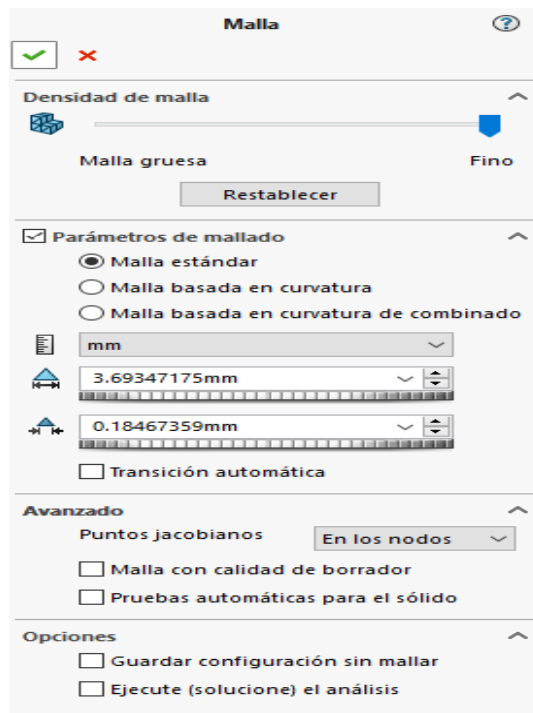 Malla
?
Densidad de malla
Malla gruesa Fino
Restablecer
Parámetros de mallado
Malla estándar
Malla basada en curvatura
Malla basada en curvatura de combinado
mm
3.69347175mm
0.18467359mm
Transición automática
Avanzado
Puntos jacobianos En los nodos
Malla con calidad de borrador
Pruebas automáticas para el sólido
Opciones
Guardar configuración sin mallar
Ejecute (solucione) el análisis